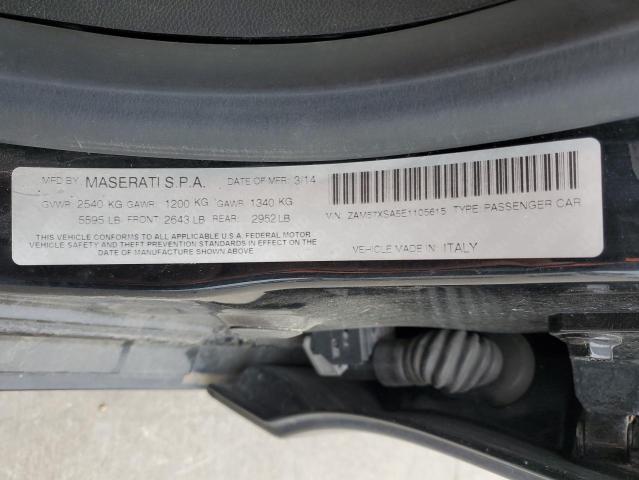 MFD BY: MASERATI S.P.A. DATE OF MFR: 3/14
GVWR: 2540 KG GAWR: 1200 KG GAWR: 1340 KG
5595 LB FRONT: 2643 LB REAR: 2952 LB
THIS VEHICLE CONFORMS TO ALL APPLICABLE U.S.A. FEDERAL MOTOR
VEHICLE SAFETY THEFT PREVENTION STANDARDS IN EFFECT ON THE
DATE OF MANUFACTURE SHOWN ABOVE.
V.I.N.: ZAM57XSA5E1105615 TYPE: PASSENGER CAR
VEHICLE MADE IN: ITALY